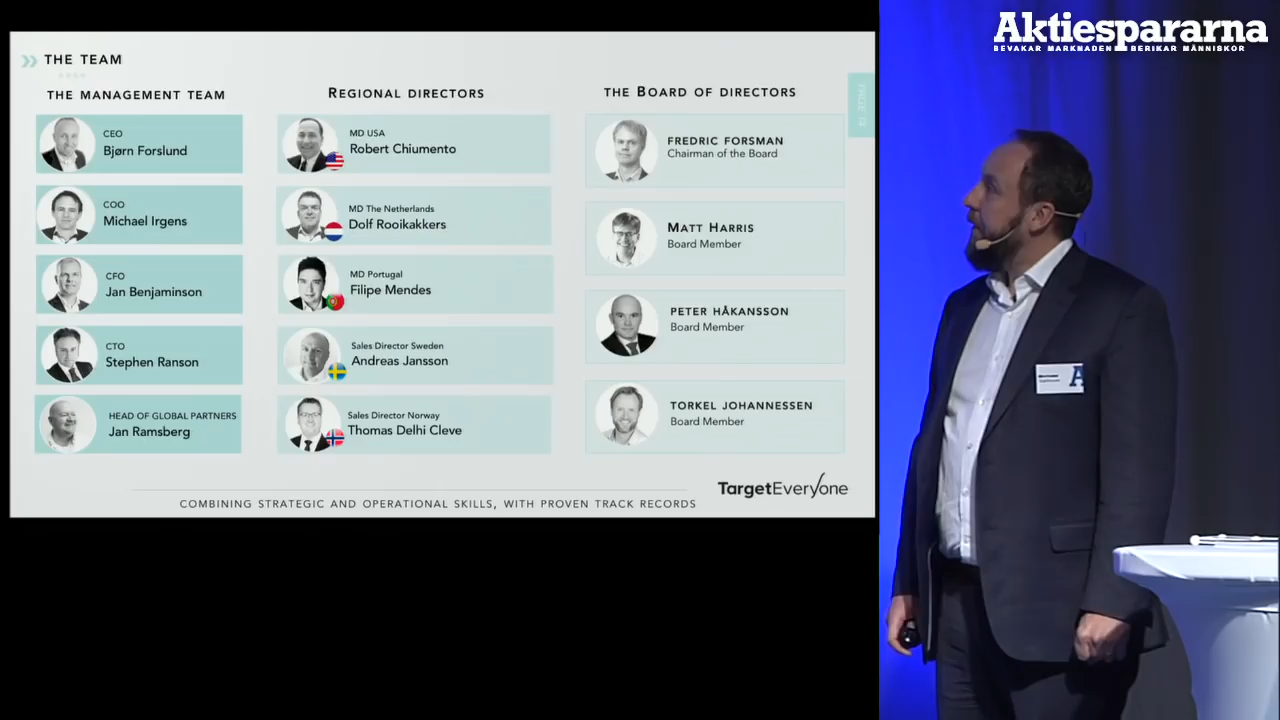 Aktiespararna
BEVAKAR MARKNADEN BERIKAR MÄNNISKOR
THE TEAM
THE MANAGEMENT TEAM
CEO
Bjørn Forslund
COO
Michael Irgens
CFO
Jan Benjaminson
CTO
Stephen Ranson
HEAD OF GLOBAL PARTNERS
Jan Ramsberg
REGIONAL DIRECTORS
MD USA
Robert Chiumento
MD The Netherlands
Dolf Rooikakkers
MD Portugal
Filipe Mendes
Sales Director Sweden
Andreas Jansson
Sales Director Norway
Thomas Delhi Cleve
THE BOARD OF DIRECTORS
FREDRIC FORSMAN
Chairman of the Board
MATT HARRIS
Board Member
PETER HÅKANSSON
Board Member
TORKEL JOHANNESSEN
Board Member
TargetEveryone
COMBINING STRATEGIC AND OPERATIONAL SKILLS, WITH PROVEN TRACK RECORDS
A